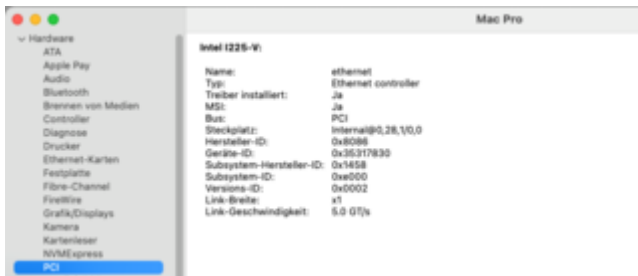 Mac Pro
Hardware
ATA
Apple Pay
Audio
Bluetooth
Brennen von Medien
Controller
Diagnose
Drucker
Ethernet-Karten
Festplatte
Fibre-Channel
FireWire
Grafik/Displays
Kamera
Kartenleser
NVMExpress
PCI
Intel I225-V:
Name: ethernet
Typ: Ethernet controller
Treiber installiert: Ja
MSI: Ja
Bus: PCI
Steckplatz: Internal@0,28,1/0,0
Hersteller-ID: 0x8086
Geräte-ID: 0x35317830
Subsystem-Hersteller-ID: 0x1458
Subsystem-ID: 0xe000
Versions-ID: 0x0002
Link-Breite: x1
Link-Geschwindigkeit: 5.0 GT/s